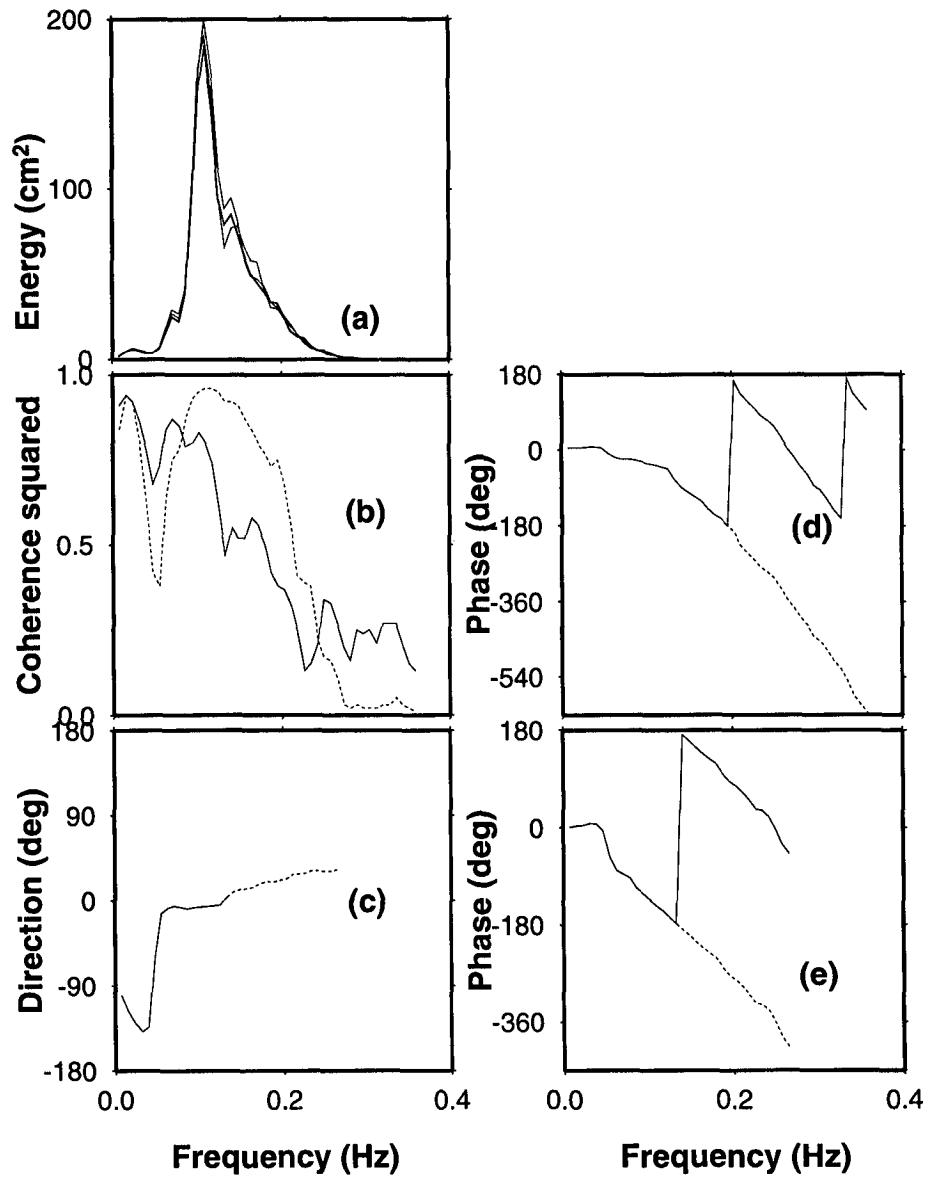 200
100
0
Energy (cm²)
(a)
1.0
0.5
0.0
Coherence squared
(b)
180
90
0
-90
-180
Direction (deg)
(c)
0.0
0.2
0.4
Frequency (Hz)
180
0
-180
-360
-540
Phase (deg)
(d)
180
0
-180
-360
Phase (deg)
(e)
0.0
0.2
0.4
Frequency (Hz)